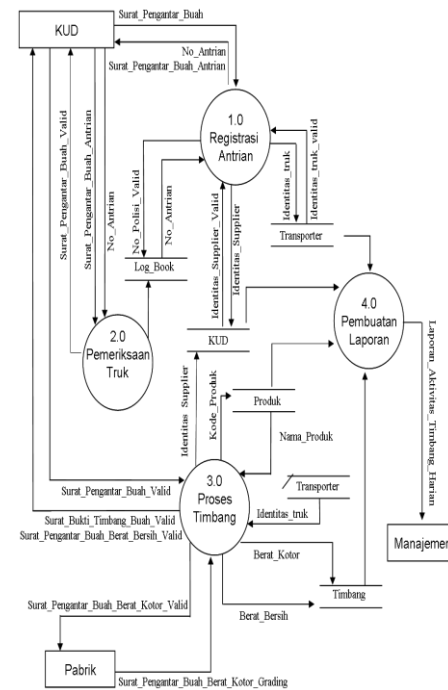 Surat_Pengantar_Buah
KUD
No_Antrian
Surat_Pengantar_Buah_Antrian
1.0
Registrasi
Antrian
Surat_Pengantar_Buah_Valid
Surat_Pengantar_Buah_Antrian
No_Antrian
No_Polisi_Valid
No_Antrian
Identitas_Supplier_Valid
Identitas_Supplier
Identitas_truk
Identitas_truk_valid
Transporter
Log_Book
4.0
Pembuatan
Laporan
2.0
Pemeriksaan
Truk
KUD
Laporan_Aktivitas_Timbang_Harian
Identitas_Supplier
Kode_Produk
Produk
Nama_Produk
3.0
Proses
Timbang
Surat_Pengantar_Buah_Valid
Transporter
Surat_Bukti_Timbang_Buah_Valid
Surat_Pengantar_Buah_Berat_Bersih_Valid
Identitas_truk
Manajemen
Berat_Kotor
Timbang
Surat_Pengantar_Buah_Berat_Kotor_Valid
Berat_Bersih
Pabrik
Surat_Pengantar_Buah_Berat_Kotor_Grading